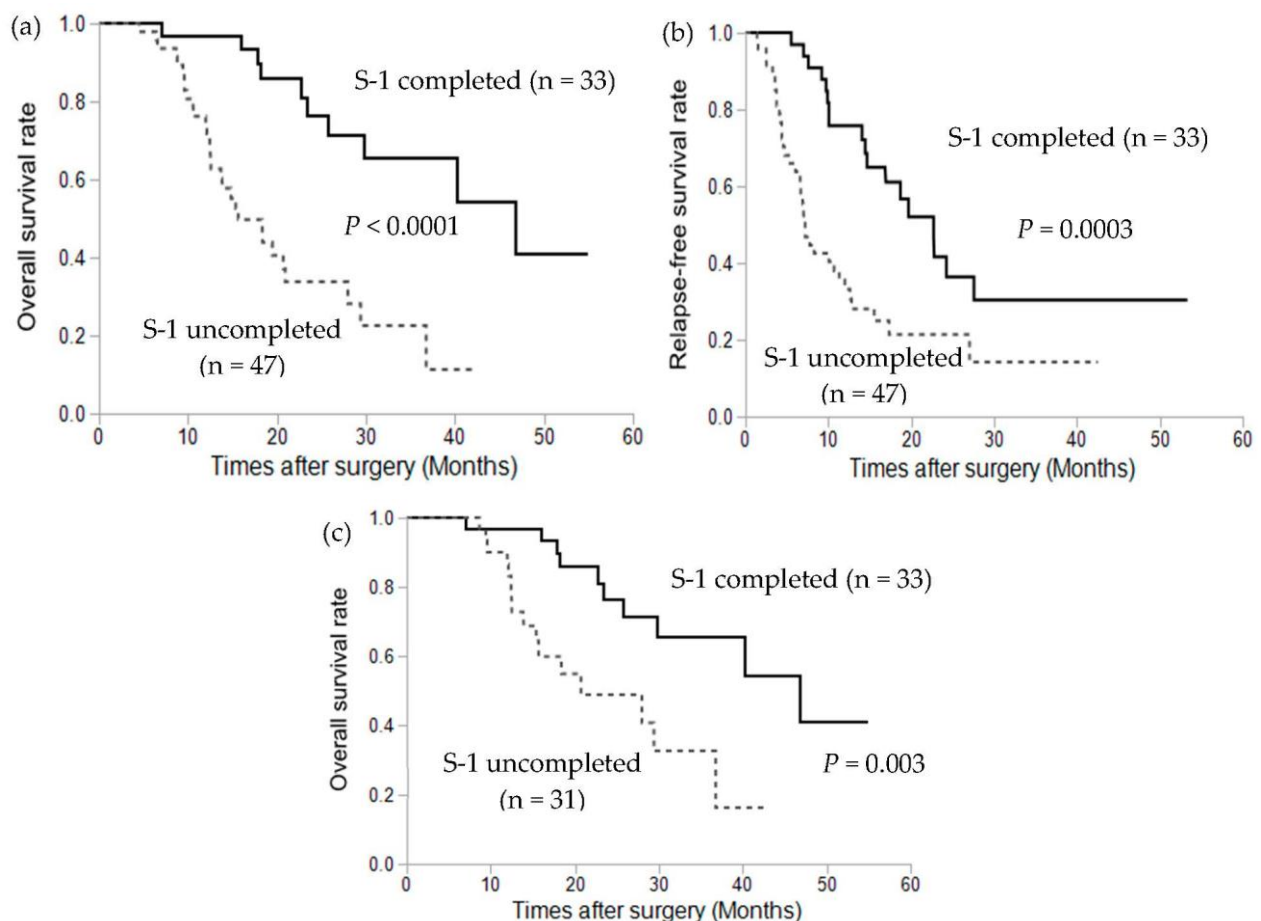 (a)
Overall survival rate
1.0
0.8
0.6
0.4
0.2
0.0
S-1 completed (n = 33)
P < 0.0001
S-1 uncompleted
(n = 47)
0 10 20 30 40 50 60
Times after surgery (Months)
(b)
Relapse-free survival rate
1.0
0.8
0.6
0.4
0.2
0.0
S-1 completed (n = 33)
P = 0.0003
S-1 uncompleted
(n = 47)
0 10 20 30 40 50 60
Times after surgery (Months)
(c)
Overall survival rate
1.0
0.8
0.6
0.4
0.2
0.0
S-1 completed (n = 33)
P = 0.003
S-1 uncompleted
(n = 31)
0 10 20 30 40 50 60
Times after surgery (Months)